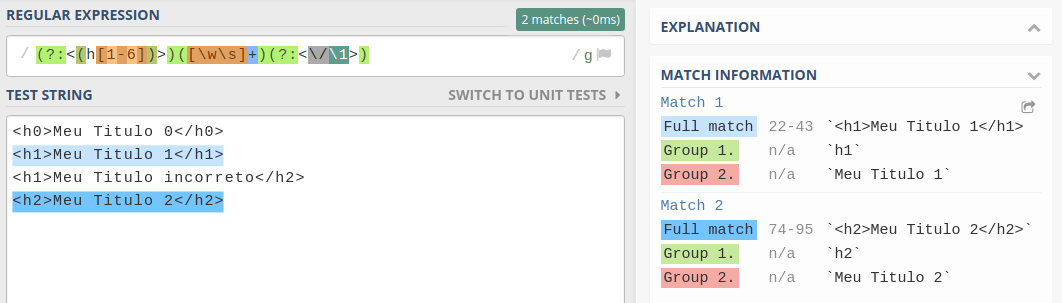 REGULAR EXPRESSION
2 matches (~0ms)
/ (?:<(h[1-6])>)([\w\s]+)(?:<\/\1>)
/ g
TEST STRING
SWITCH TO UNIT TESTS
<h0>Meu Titulo 0</h0>
<h1>Meu Titulo 1</h1>
<h1>Meu Titulo incorreto</h2>
<h2>Meu Titulo 2</h2>
EXPLANATION
MATCH INFORMATION
Match 1
Full match 22-43 `<h1>Meu Titulo 1</h1>
Group 1. n/a `h1`
Group 2. n/a `Meu Titulo 1`
Match 2
Full match 74-95 `<h2>Meu Titulo 2</h2>`
Group 1. n/a `h2`
Group 2. n/a `Meu Titulo 2`